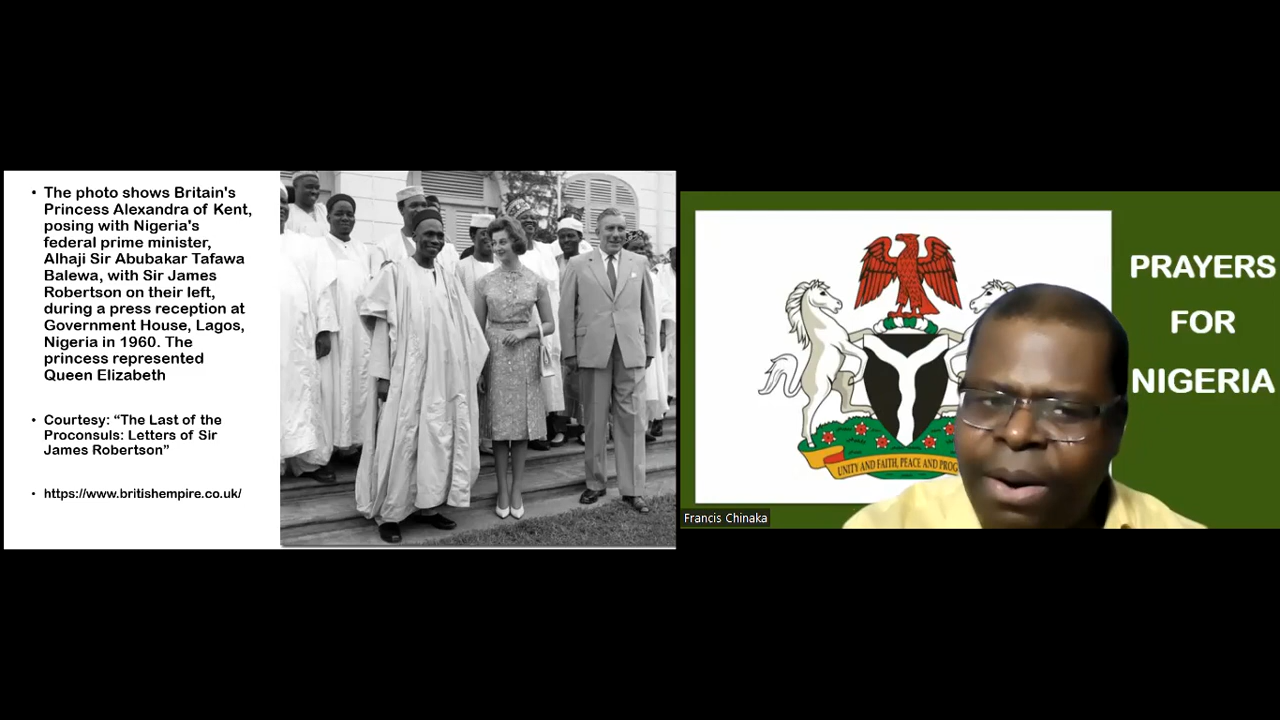 • The photo shows Britain's
Princess Alexandra of Kent,
posing with Nigeria's
federal prime minister,
Alhaji Sir Abubakar Tafawa
Balewa, with Sir James
Robertson on their left,
during a press reception at
Government House, Lagos,
Nigeria in 1960. The
princess represented
Queen Elizabeth
• Courtesy: “The Last of the
Proconsuls: Letters of Sir
James Robertson”
• https://www.britishempire.co.uk/
PRAYERS
FOR
NIGERIA
UNITY AND FAITH, PEACE AND PROG
Francis Chinaka